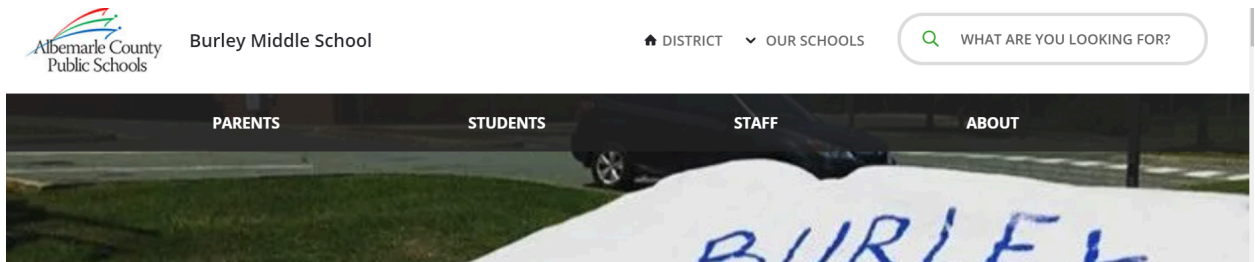 Albemarle County
Public Schools
Burley Middle School
DISTRICT
OUR SCHOOLS
WHAT ARE YOU LOOKING FOR?
PARENTS
STUDENTS
STAFF
ABOUT
BURLEY